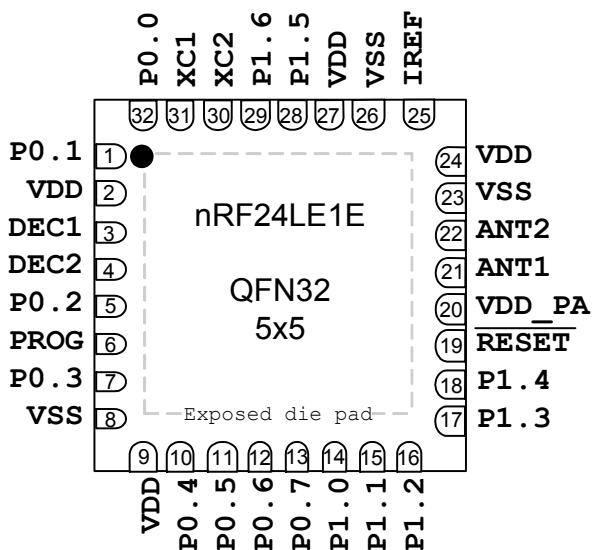 P0.0 XC1 XC2 P1.6 P1.5 VDD VSS IREF
32 31 30 29 28 27 26 25
P0.1 1 24 VDD
VDD 2 23 VSS
DEC1 3 nRF24LE1E 22 ANT2
DEC2 4 21 ANT1
P0.2 5 QFN32 20 VDD_PA
PROG 6 5x5 19 RESET
P0.3 7 18 P1.4
VSS 8 Exposed die pad 17 P1.3
9 10 11 12 13 14 15 16
VDD P0.4 P0.5 P0.6 P0.7 P1.0 P1.1 P1.2